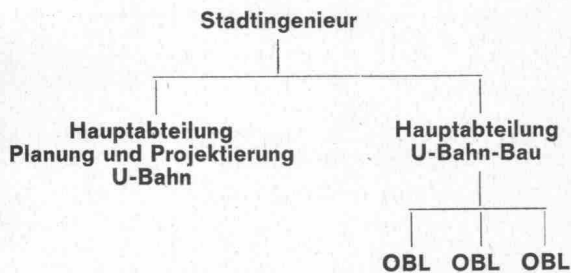 Stadtingenieur
Hauptabteilung
Planung und Projektierung
U-Bahn
Hauptabteilung
U-Bahn-Bau
OBL OBL OBL